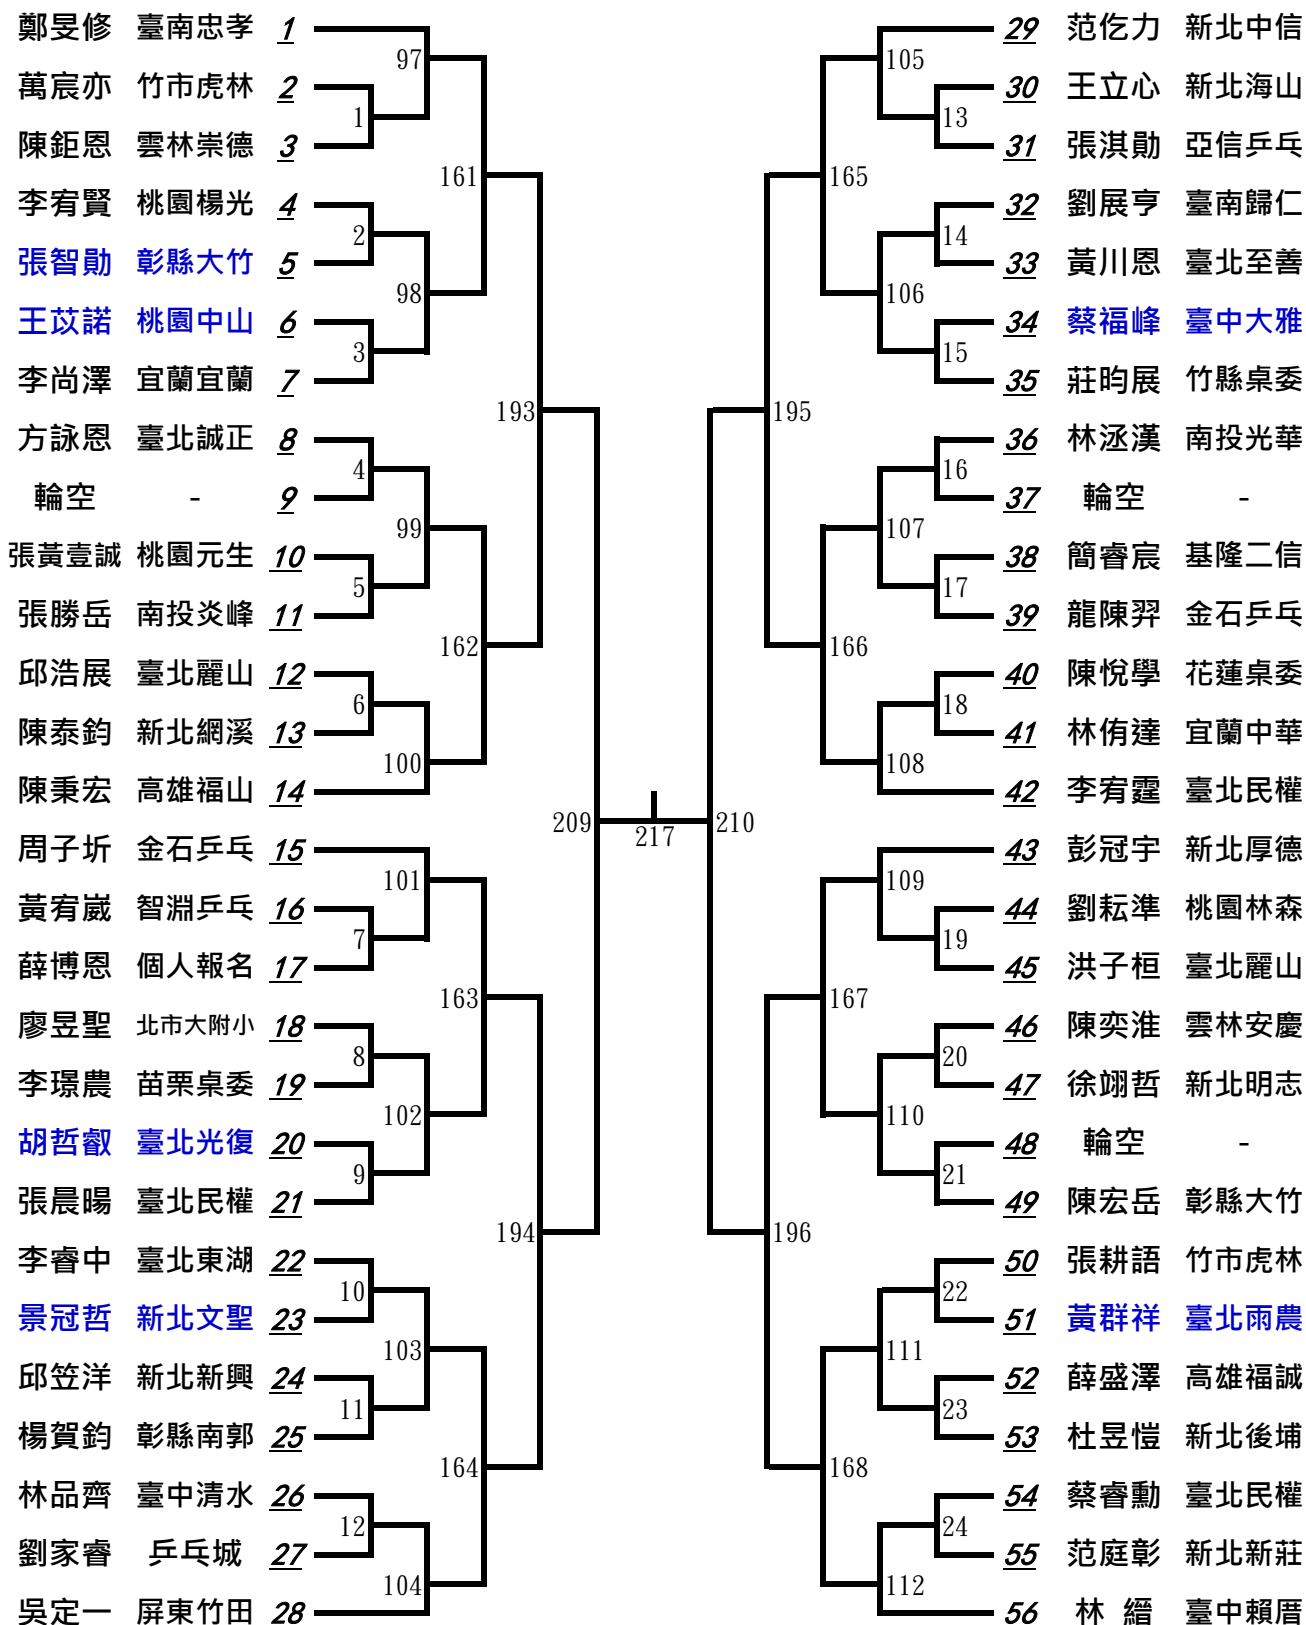 鄭旻修 臺南忠孝 1
97
萬宸亦 竹市虎林 2
1
陳鉅恩 雲林崇德 3
161
李宥賢 桃園楊光 4
2
張智勛 彰縣大竹 5
98
王苡諾 桃園中山 6
3
李尚澤 宜蘭宜蘭 7
193
方詠恩 臺北誠正 8
4
輪空 - 9
99
張黃壹誠 桃園元生 10
5
張勝岳 南投炎峰 11
162
邱浩展 臺北麗山 12
6
陳泰鈞 新北網溪 13
100
陳秉宏 高雄福山 14
209
217
周子圻 金石乒乓 15
101
黃宥崴 智淵乒乓 16
7
薛博恩 個人報名 17
163
廖昱聖 北市大附小 18
8
李璟農 苗栗桌委 19
102
胡哲叡 臺北光復 20
9
張晨暘 臺北民權 21
194
李睿中 臺北東湖 22
10
景冠哲 新北文聖 23
103
邱笠洋 新北新興 24
11
楊賀鈞 彰縣南郭 25
164
林品齊 臺中清水 26
12
劉家睿 乒乓城 27
104
吳定一 屏東竹田 28
29 范仡力 新北中信
105
30 王立心 新北海山
13
31 張淇勛 亞信乒乓
165
32 劉展亨 臺南歸仁
14
33 黃川恩 臺北至善
106
34 蔡福峰 臺中大雅
15
35 莊昀展 竹縣桌委
195
36 林泓漢 南投光華
16
37 輪空 -
107
38 簡睿宸 基隆二信
17
39 龍陳羿 金石乒乓
166
40 陳悅學 花蓮桌委
18
41 林侑達 宜蘭中華
108
42 李宥霆 臺北民權
210
43 彭冠宇 新北厚德
109
44 劉耘準 桃園林森
19
45 洪子桓 臺北麗山
167
46 陳奕淮 雲林安慶
20
47 徐翊哲 新北明志
110
48 輪空 -
21
49 陳宏岳 彰縣大竹
196
50 張耕語 竹市虎林
22
51 黃群祥 臺北雨農
111
52 薛盛澤 高雄福誠
23
53 杜昱愷 新北後埔
168
54 蔡睿勳 臺北民權
24
55 范庭彰 新北新莊
112
56 林 縉 臺中賴厝